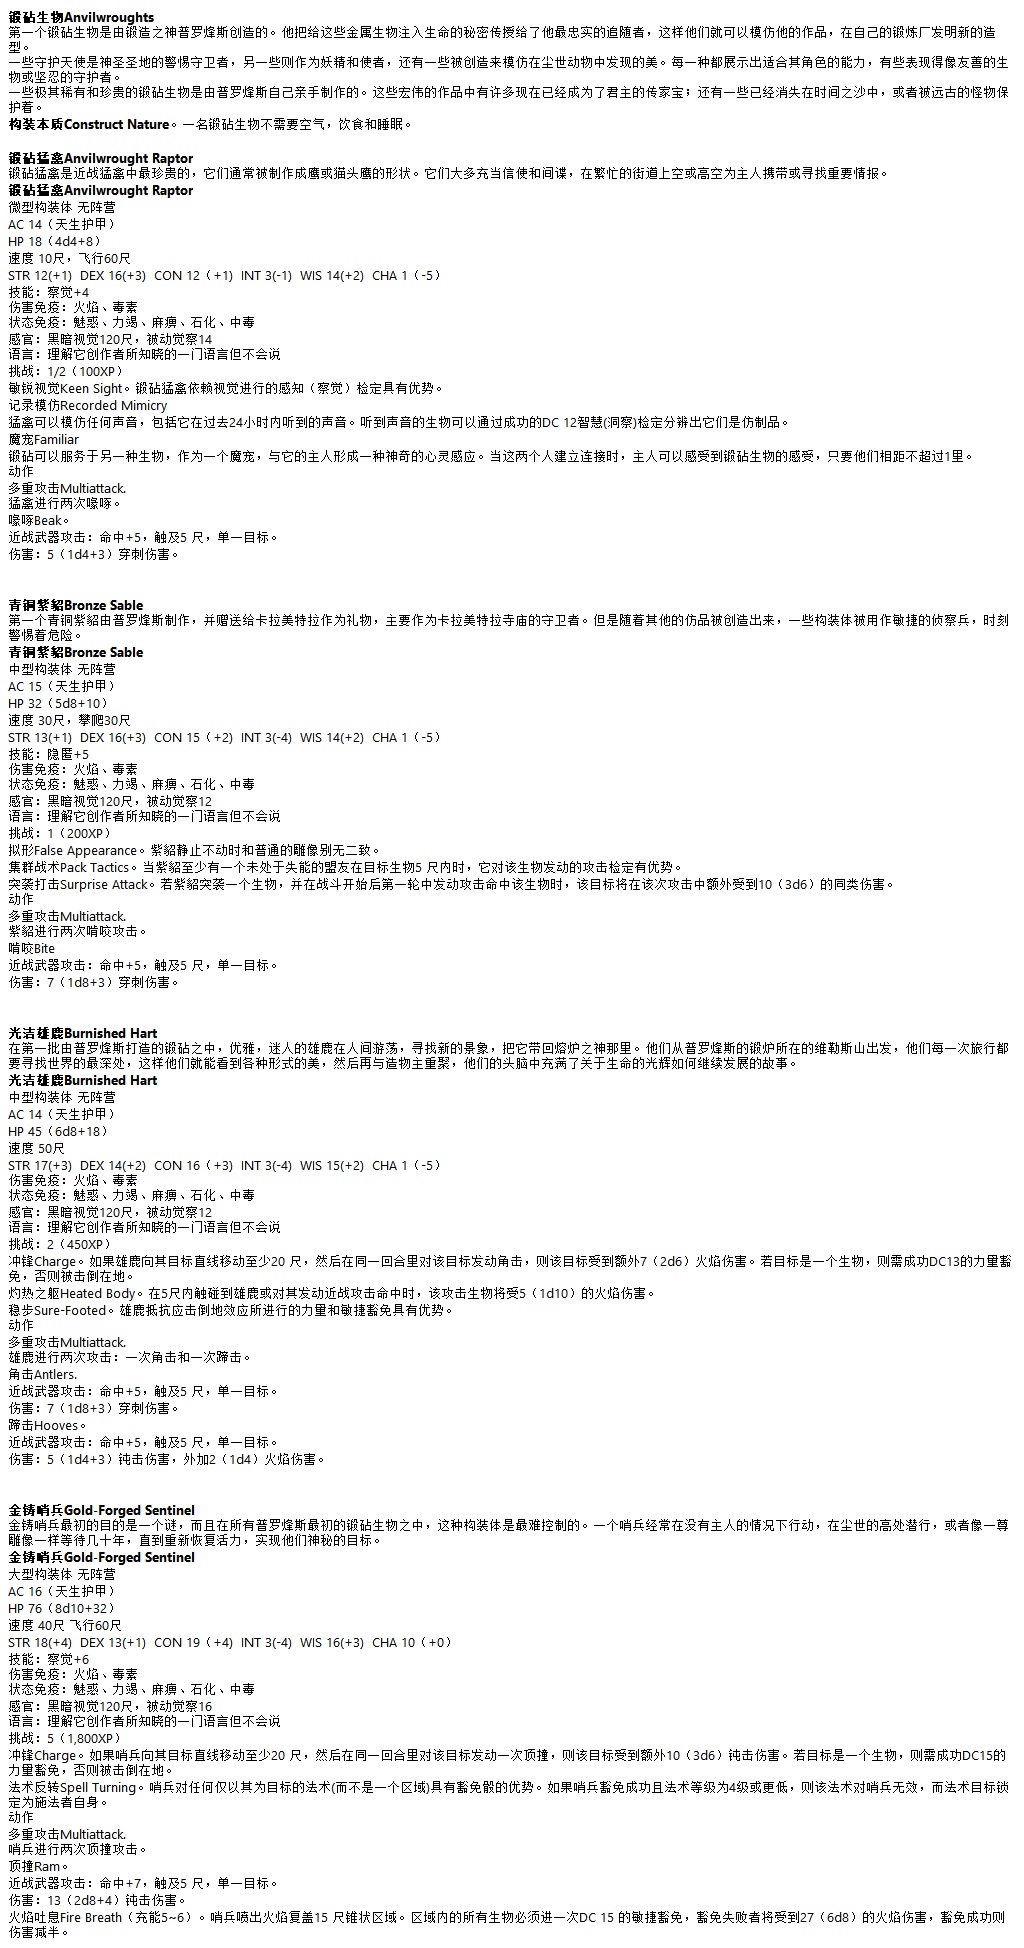 锻砧生物Anvilwroughts
第一个锻砧生物是由锻造之神普罗烽斯创造的。他把给这些金属生物注入生命的秘密传授给了他最忠实的追随者，这样他们就可以模仿他的作品，在自己的锻炼厂发明新的造
型。
一些守护天使是神圣圣地的警惕守卫者，另一些则作为妖精和使者，还有一些被创造来模仿在尘世动物中发现的美。每一种都展示出适合其角色的能力，有些表现得像友善的生
物或坚忍的守护者。
一些极其稀有和珍贵的锻砧生物是由普罗烽斯自己亲手制作的。这些宏伟的作品中有许多现在已经成为了君主的传家宝；还有一些已经消失在时间之沙中，或者被远古的怪物保
护着。
构装本质Construct Nature。一名锻砧生物不需要空气，饮食和睡眠。
锻砧猛禽Anvilwrought Raptor
锻砧猛禽是近战猛禽中最珍贵的，它们通常被制作成鹰或猫头鹰的形状。它们大多充当信使和间谍，在繁忙的街道上空或高空为主人携带或寻找重要情报。
锻砧猛禽Anvilwrought Raptor
微型构装体 无阵营
AC 14（天生护甲）
HP 18（4d4+8）
速度 10尺，飞行60尺
STR 12(+1)  DEX 16(+3)  CON 12（+1)  INT 3(-1)  WIS 14(+2)  CHA 1（-5）
技能：察觉+4
伤害免疫：火焰、毒素
状态免疫：魅惑、力竭、麻痹、石化、中毒
感官：黑暗视觉120尺，被动觉察14
语言：理解它创作者所知晓的一门语言但不会说
挑战：1/2（100XP）
敏锐视觉Keen Sight。锻砧猛禽依赖视觉进行的感知（察觉）检定具有优势。
记录模仿Recorded Mimicry
猛禽可以模仿任何声音，包括它在过去24小时内听到的声音。听到声音的生物可以通过成功的DC 12智慧(洞察)检定分辨出它们是仿制品。
魔宠Familiar
锻砧可以服务于另一种生物，作为一个魔宠，与它的主人形成一种神奇的心灵感应。当这两个人建立连接时，主人可以感受到锻砧生物的感受，只要他们相距不超过1里。
动作
多重攻击Multiattack.
猛禽进行两次喙啄。
喙啄Beak。
近战武器攻击：命中+5，触及5 尺，单一目标。
伤害：5（1d4+3）穿刺伤害。
青铜紫貂Bronze Sable
第一个青铜紫貂由普罗烽斯制作，并赠送给卡拉美特拉作为礼物，主要作为卡拉美特拉寺庙的守卫者。但是随着其他的仿品被创造出来，一些构装体被用作敏捷的侦察兵，时刻
警惕着危险。
青铜紫貂Bronze Sable
中型构装体 无阵营
AC 15（天生护甲）
HP 32（5d8+10）
速度 30尺，攀爬30尺
STR 13(+1)  DEX 16(+3)  CON 15（+2)  INT 3(-4)  WIS 14(+2)  CHA 1（-5）
技能：隐匿+5
伤害免疫：火焰、毒素
状态免疫：魅惑、力竭、麻痹、石化、中毒
感官：黑暗视觉120尺，被动觉察12
语言：理解它创作者所知晓的一门语言但不会说
挑战：1（200XP）
拟形False Appearance。紫貂静止不动时和普通的雕像别无二致。
集群战术Pack Tactics。当紫貂至少有一个未处于失能的盟友在目标生物5 尺内时，它对该生物发动的攻击检定有优势。
突袭打击Surprise Attack。若紫貂突袭一个生物，并在战斗开始后第一轮中发动攻击命中该生物时，该目标将在该次攻击中额外受到10（3d6）的同类伤害。
动作
多重攻击Multiattack.
紫貂进行两次啃咬攻击。
啃咬Bite
近战武器攻击：命中+5，触及5 尺，单一目标。
伤害：7（1d8+3）穿刺伤害。
光洁雄鹿Burnished Hart
在第一批由普罗烽斯打造的锻砧之中，优雅，迷人的雄鹿在人间游荡，寻找新的景象，把它带回熔炉之神那里。他们从普罗烽斯的锻炉所在的维勒斯山出发，他们每一次旅行都
要寻找世界的最深处，这样他们就能看到各种形式的美，然后再与造物主重聚，他们的头脑中充满了关于生命的光辉如何继续发展的故事。
光洁雄鹿Burnished Hart
中型构装体 无阵营
AC 14（天生护甲）
HP 45（6d8+18）
速度 50尺
STR 17(+3)  DEX 14(+2)  CON 16（+3)  INT 3(-4)  WIS 15(+2)  CHA 1（-5）
伤害免疫：火焰、毒素
状态免疫：魅惑、力竭、麻痹、石化、中毒
感官：黑暗视觉120尺，被动觉察12
语言：理解它创作者所知晓的一门语言但不会说
挑战：2（450XP）
冲锋Charge。如果雄鹿向其目标直线移动至少20 尺，然后在同一回合里对该目标发动角击，则该目标受到额外7（2d6）火焰伤害。若目标是一个生物，则需成功DC13的力量豁
免，否则被击倒在地。
灼热之躯Heated Body。在5尺内触碰到雄鹿或对其发动近战攻击命中时，该攻击生物将受5（1d10）的火焰伤害。
稳步Sure-Footed。雄鹿抵抗应击倒地效应所进行的力量和敏捷豁免具有优势。
动作
多重攻击Multiattack.
雄鹿进行两次攻击：一次角击和一次蹄击。
角击Antlers.
近战武器攻击：命中+5，触及5 尺，单一目标。
伤害：7（1d8+3）穿刺伤害。
蹄击Hooves。
近战武器攻击：命中+5，触及5 尺，单一目标。
伤害：5（1d4+3）钝击伤害，外加2（1d4）火焰伤害。
金铸哨兵Gold-Forged Sentinel
金铸哨兵最初的目的是一个谜，而且在所有普罗烽斯最初的锻砧生物之中，这种构装体是最难控制的。一个哨兵经常在没有主人的情况下行动，在尘世的高处潜行，或者像一尊
雕像一样等待几十年，直到重新恢复活力，实现他们神秘的目标。
金铸哨兵Gold-Forged Sentinel
大型构装体 无阵营
AC 16（天生护甲）
HP 76（8d10+32）
速度 40尺 飞行60尺
STR 18(+4)  DEX 13(+1)  CON 19（+4)  INT 3(-4)  WIS 16(+3)  CHA 10（+0）
技能：察觉+6
伤害免疫：火焰、毒素
状态免疫：魅惑、力竭、麻痹、石化、中毒
感官：黑暗视觉120尺，被动觉察16
语言：理解它创作者所知晓的一门语言但不会说
挑战：5（1,800XP）
冲锋Charge。如果哨兵向其目标直线移动至少20 尺，然后在同一回合里对该目标发动一次顶撞，则该目标受到额外10（3d6）钝击伤害。若目标是一个生物，则需成功DC15的
力量豁免，否则被击倒在地。
法术反转Spell Turning。哨兵对任何仅以其为目标的法术(而不是一个区域)具有豁免骰的优势。如果哨兵豁免成功且法术等级为4级或更低，则该法术对哨兵无效，而法术目标锁
定为施法者自身。
动作
多重攻击Multiattack.
哨兵进行两次顶撞攻击。
顶撞Ram。
近战武器攻击：命中+7，触及5 尺，单一目标。
伤害：13（2d8+4）钝击伤害。
火焰吐息Fire Breath（充能5~6）。哨兵喷出火焰复盖15 尺锥状区域。区域内的所有生物必须进一次DC 15 的敏捷豁免，豁免失败者将受到27（6d8）的火焰伤害，豁免成功则
伤害减半。